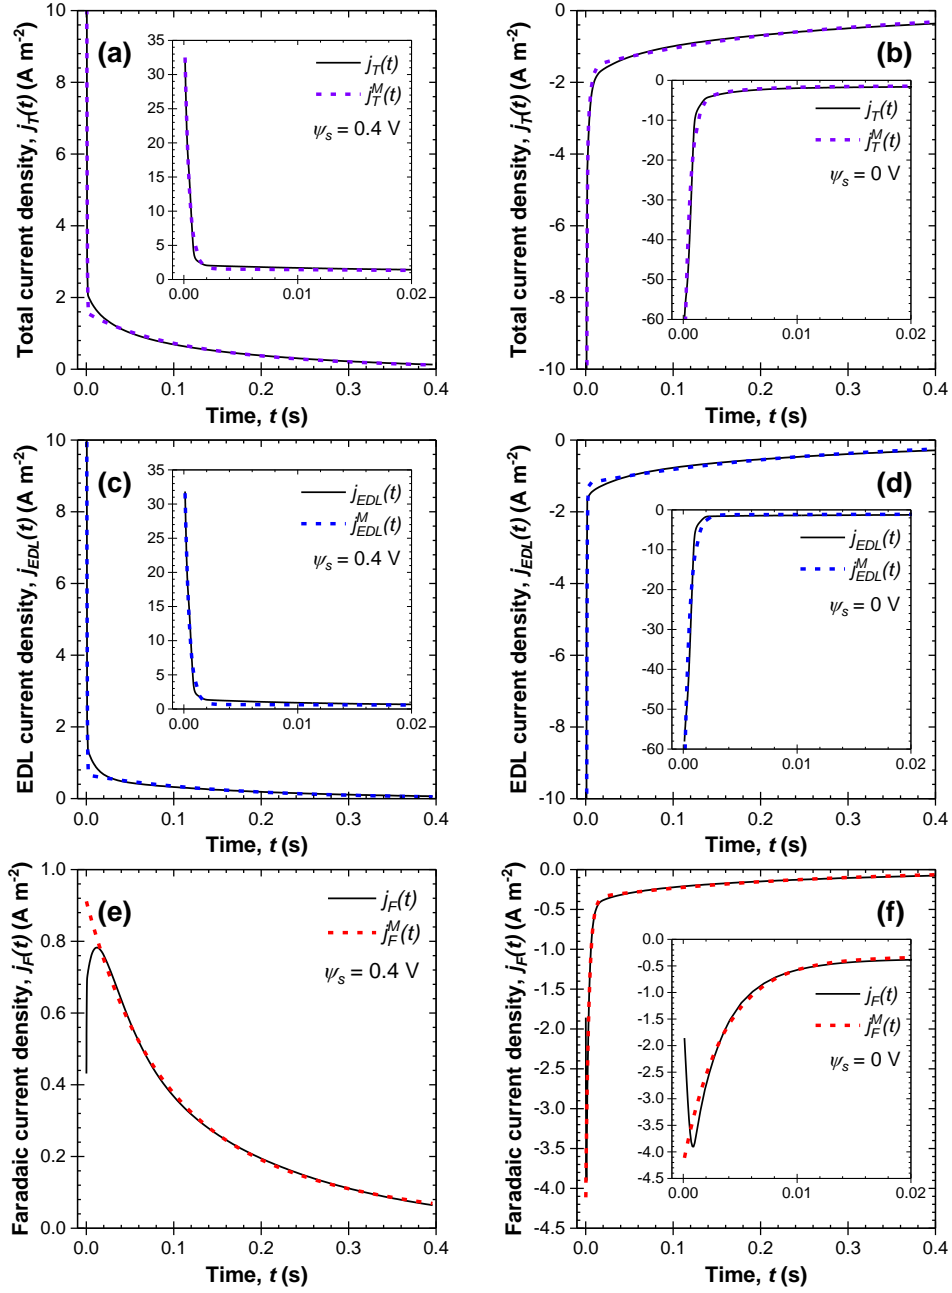 Total current density, j_T(t) (A m⁻²)
10
8
6
4
2
0
(a)
35
30
25
20
15
10
5
0
j_T(t)
j_T^M(t)
ψ_s = 0.4 V
0.00 0.01 0.02
0.0 0.1 0.2 0.3 0.4
Time, t (s)
Total current density, j_T(t) (A m⁻²)
0
-2
-4
-6
-8
-10
(b)
0
-10
-20
-30
-40
-50
-60
j_T(t)
j_T^M(t)
ψ_s = 0 V
0.00 0.01 0.02
0.0 0.1 0.2 0.3 0.4
Time, t (s)
EDL current density, j_EDL(t) (A m⁻²)
10
8
6
4
2
0
(c)
35
30
25
20
15
10
5
0
j_EDL(t)
j_EDL^M(t)
ψ_s = 0.4 V
0.00 0.01 0.02
0.0 0.1 0.2 0.3 0.4
Time, t (s)
EDL current density, j_EDL(t) (A m⁻²)
0
-2
-4
-6
-8
-10
(d)
0
-10
-20
-30
-40
-50
-60
j_EDL(t)
j_EDL^M(t)
ψ_s = 0 V
0.00 0.01 0.02
0.0 0.1 0.2 0.3 0.4
Time, t (s)
Faradaic current density, j_F(t) (A m⁻²)
1.0
0.8
0.6
0.4
0.2
0.0
(e)
j_F(t)
j_F^M(t)
ψ_s = 0.4 V
0.0 0.1 0.2 0.3 0.4
Time, t (s)
Faradaic current density, j_F(t) (A m⁻²)
0.0
-0.5
-1.0
-1.5
-2.0
-2.5
-3.0
-3.5
-4.0
-4.5
(f)
0.0
-0.5
-1.0
-1.5
-2.0
-2.5
-3.0
-3.5
-4.0
-4.5
j_F(t)
j_F^M(t)
ψ_s = 0 V
0.00 0.01 0.02
0.0 0.1 0.2 0.3 0.4
Time, t (s)